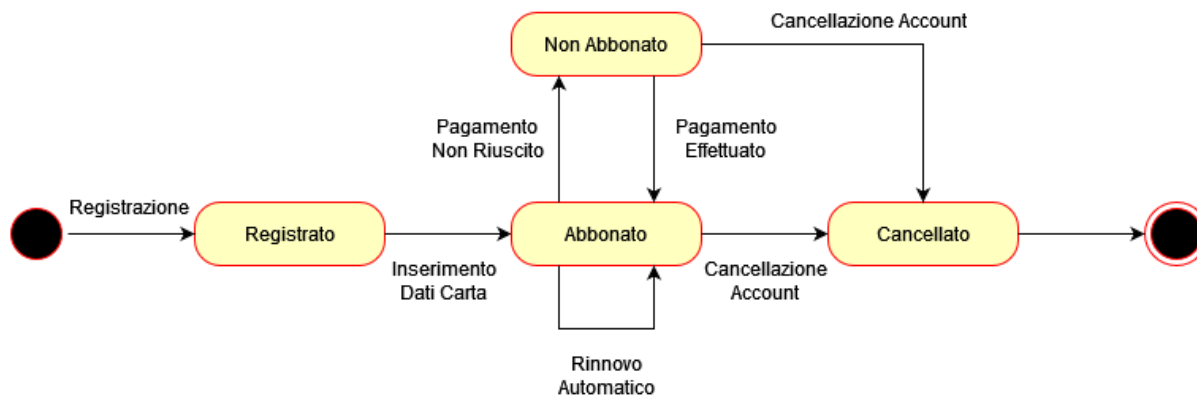 Cancellazione Account
Non Abbonato
Pagamento
Non Riuscito
Pagamento
Effettuato
Registrazione
Registrato
Inserimento
Dati Carta
Abbonato
Cancellazione
Account
Cancellato
Rinnovo
Automatico